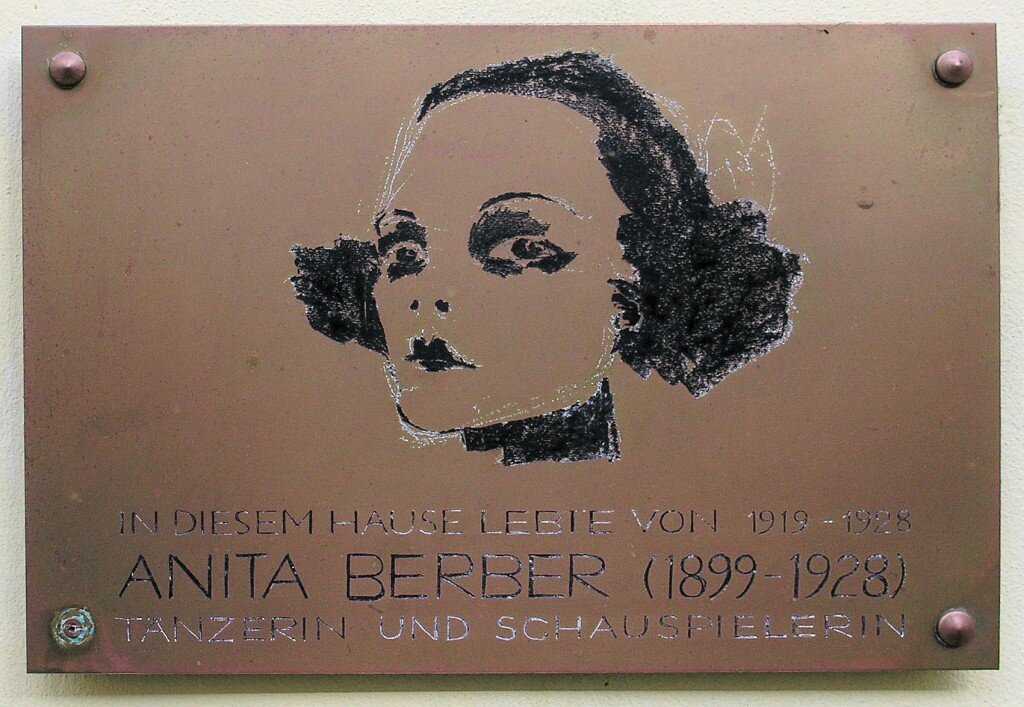 IN DIESEM HAUSE LEBTE VON 1919-1928
ANITA BERBER (1899-1928)
TÄNZERIN UND SCHAUSPIELERIN